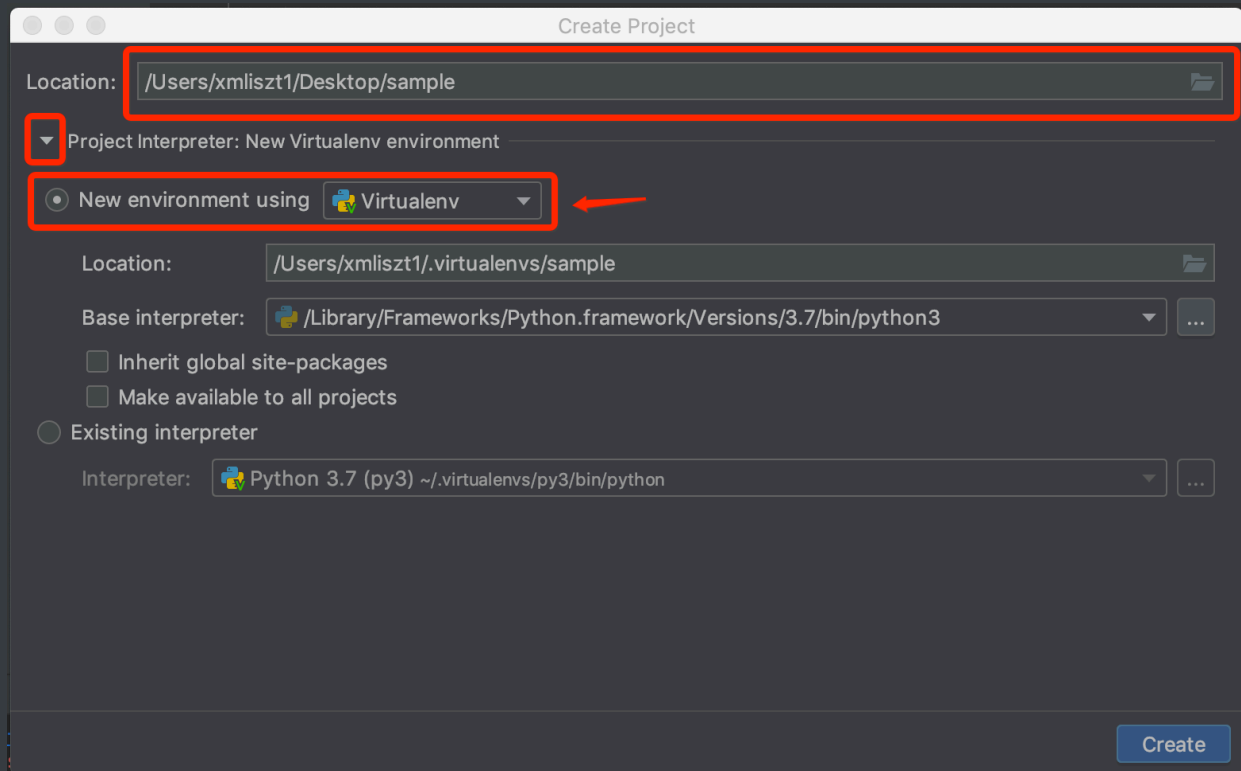 Create Project
Location: /Users/xmliszt1/Desktop/sample
Project Interpreter: New Virtualenv environment
New environment using Virtualenv
Location: /Users/xmliszt1/.virtualenvs/sample
Base interpreter: /Library/Frameworks/Python.framework/Versions/3.7/bin/python3 ...
Inherit global site-packages
Make available to all projects
Existing interpreter
Interpreter: Python 3.7 (py3) ~/.virtualenvs/py3/bin/python ...
Create